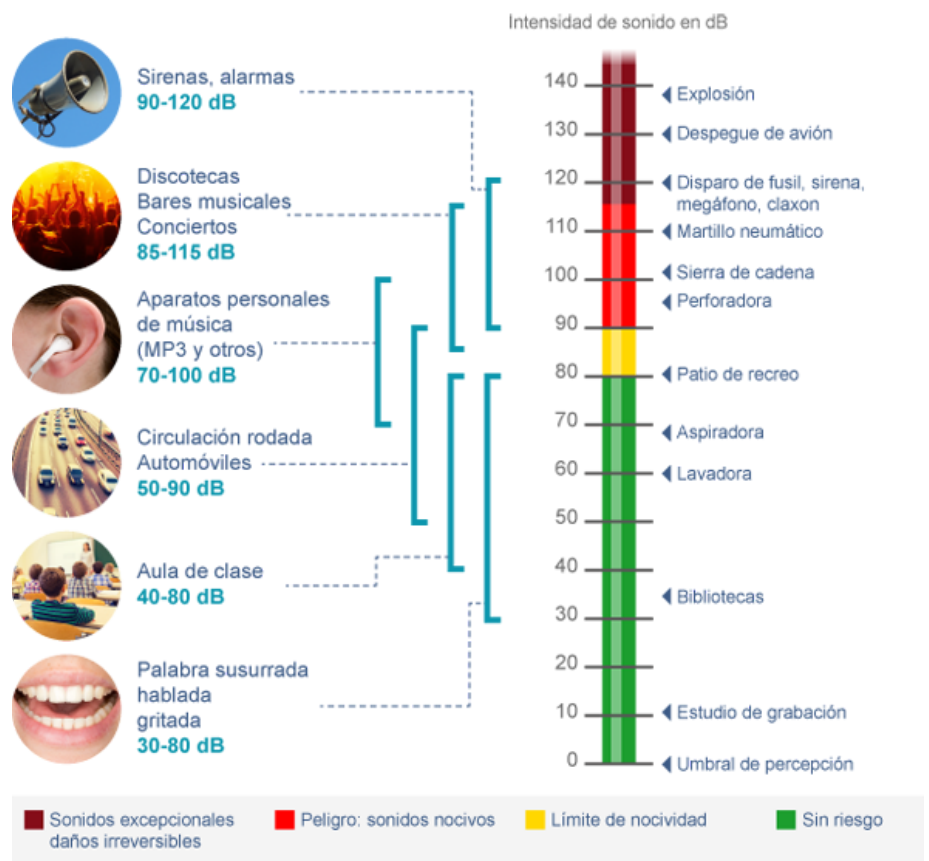 Intensidad de sonido en dB
Sirenas, alarmas
90-120 dB
Discotecas
Bares musicales
Conciertos
85-115 dB
Aparatos personales
de música
(MP3 y otros)
70-100 dB
Circulación rodada
Automóviles
50-90 dB
Aula de clase
40-80 dB
Palabra susurrada
hablada
gritada
30-80 dB
140
130
120
110
100
90
80
70
60
50
40
30
20
10
0
Explosión
Despegue de avión
Disparo de fusil, sirena,
megáfono, claxon
Martillo neumático
Sierra de cadena
Perforadora
Patio de recreo
Aspiradora
Lavadora
Bibliotecas
Estudio de grabación
Umbral de percepción
Sonidos excepcionales
daños irreversibles
Peligro: sonidos nocivos
Límite de nocividad
Sin riesgo